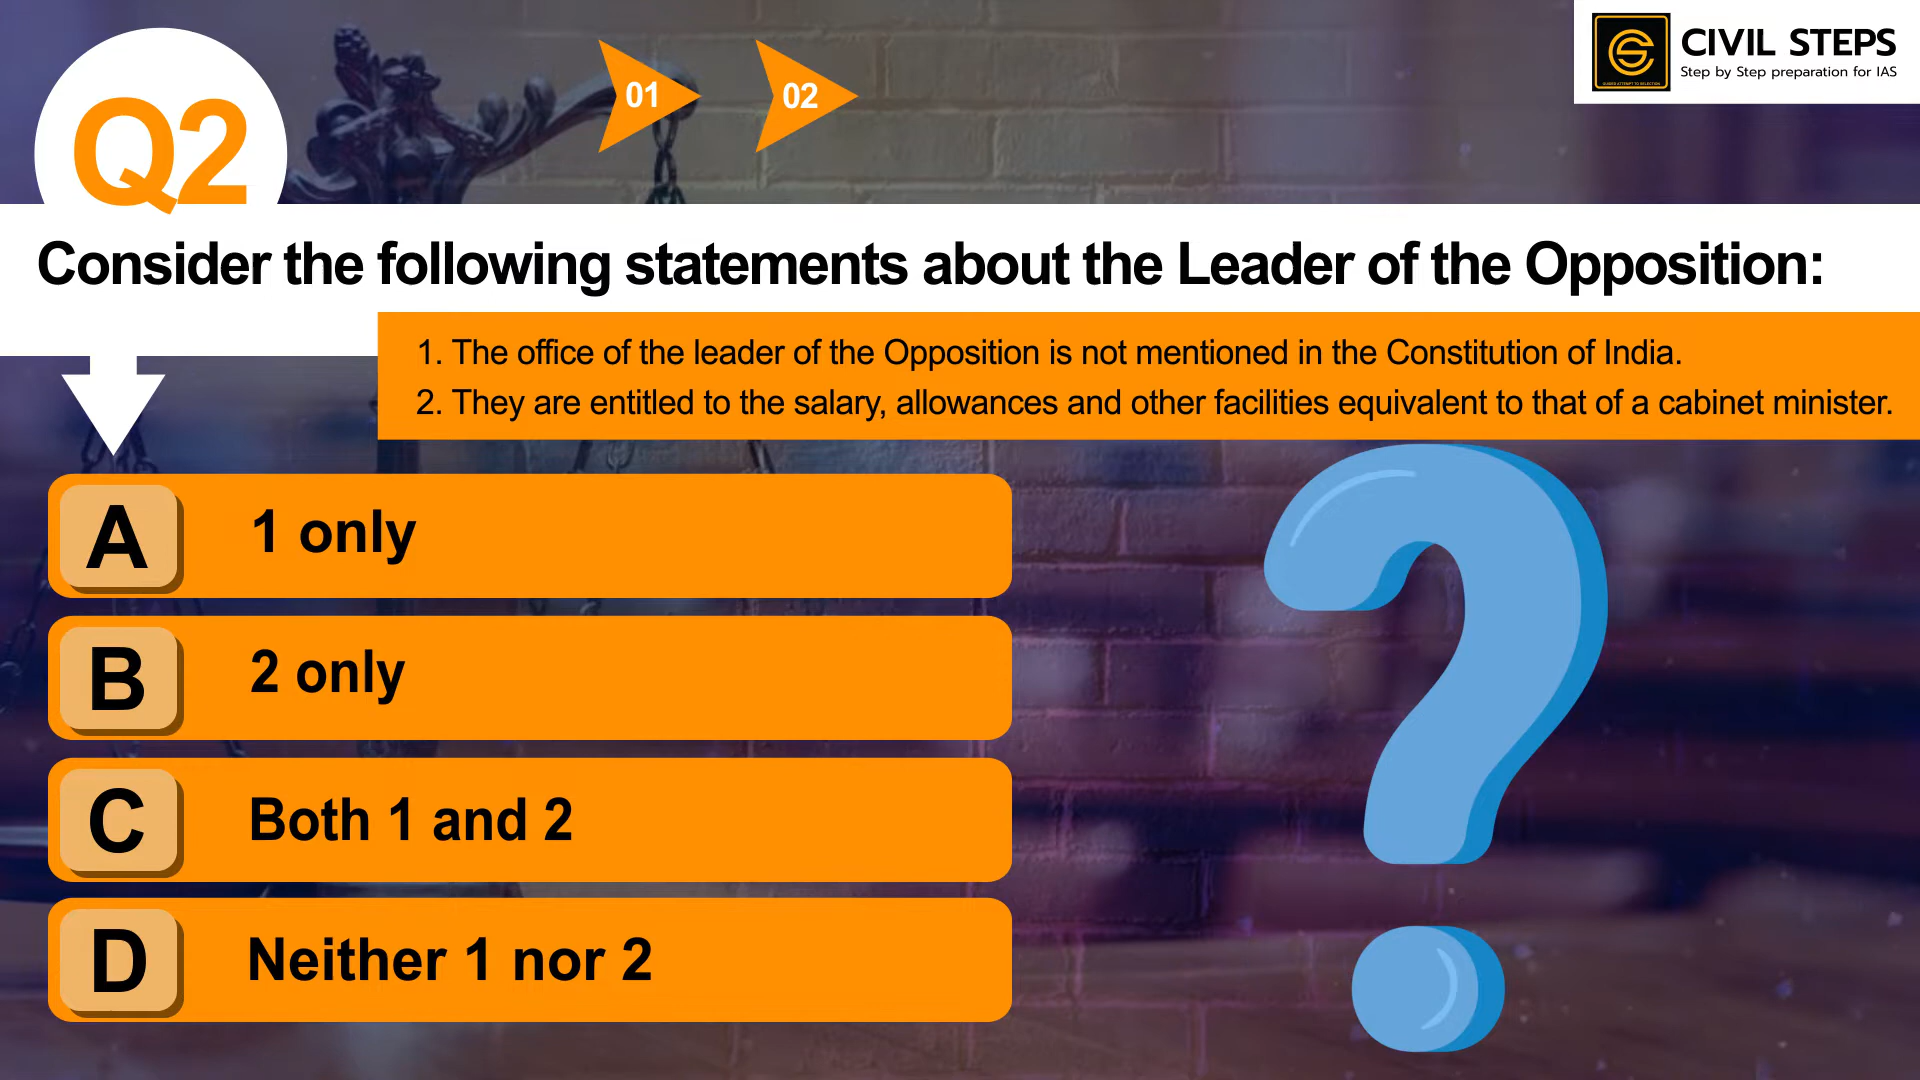 Q2
01
02
CIVIL STEPS
Step by Step preparation for IAS
Consider the following statements about the Leader of the Opposition:
1. The office of the leader of the Opposition is not mentioned in the Constitution of India.
2. They are entitled to the salary, allowances and other facilities equivalent to that of a cabinet minister.
A 1 only
B 2 only
C Both 1 and 2
D Neither 1 nor 2